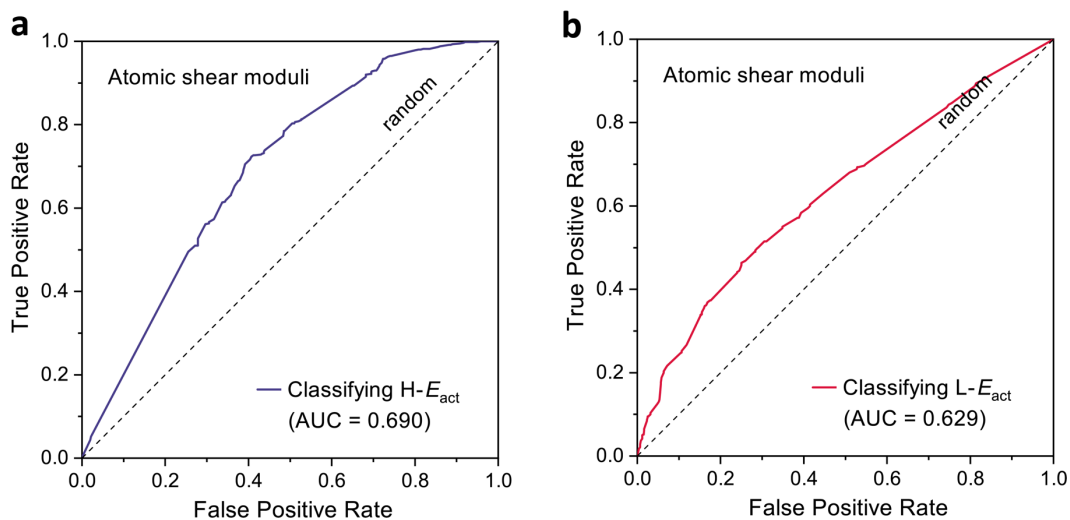 a
1.0
0.8
0.6
0.4
0.2
0.0
True Positive Rate
Atomic shear moduli
random
Classifying H-E_act
(AUC = 0.690)
0.0 0.2 0.4 0.6 0.8 1.0
False Positive Rate
b
1.0
0.8
0.6
0.4
0.2
0.0
True Positive Rate
Atomic shear moduli
random
Classifying L-E_act
(AUC = 0.629)
0.0 0.2 0.4 0.6 0.8 1.0
False Positive Rate